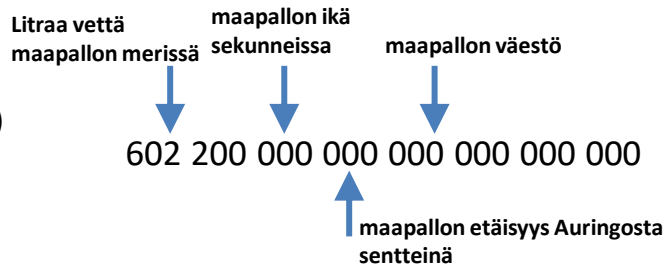 Litraa vettä
maapallon merissä
maapallon ikä
sekunneissa
maapallon väestö
)
602 200 000 000 000 000 000 000
maapallon etäisyys Auringosta
sentteinä